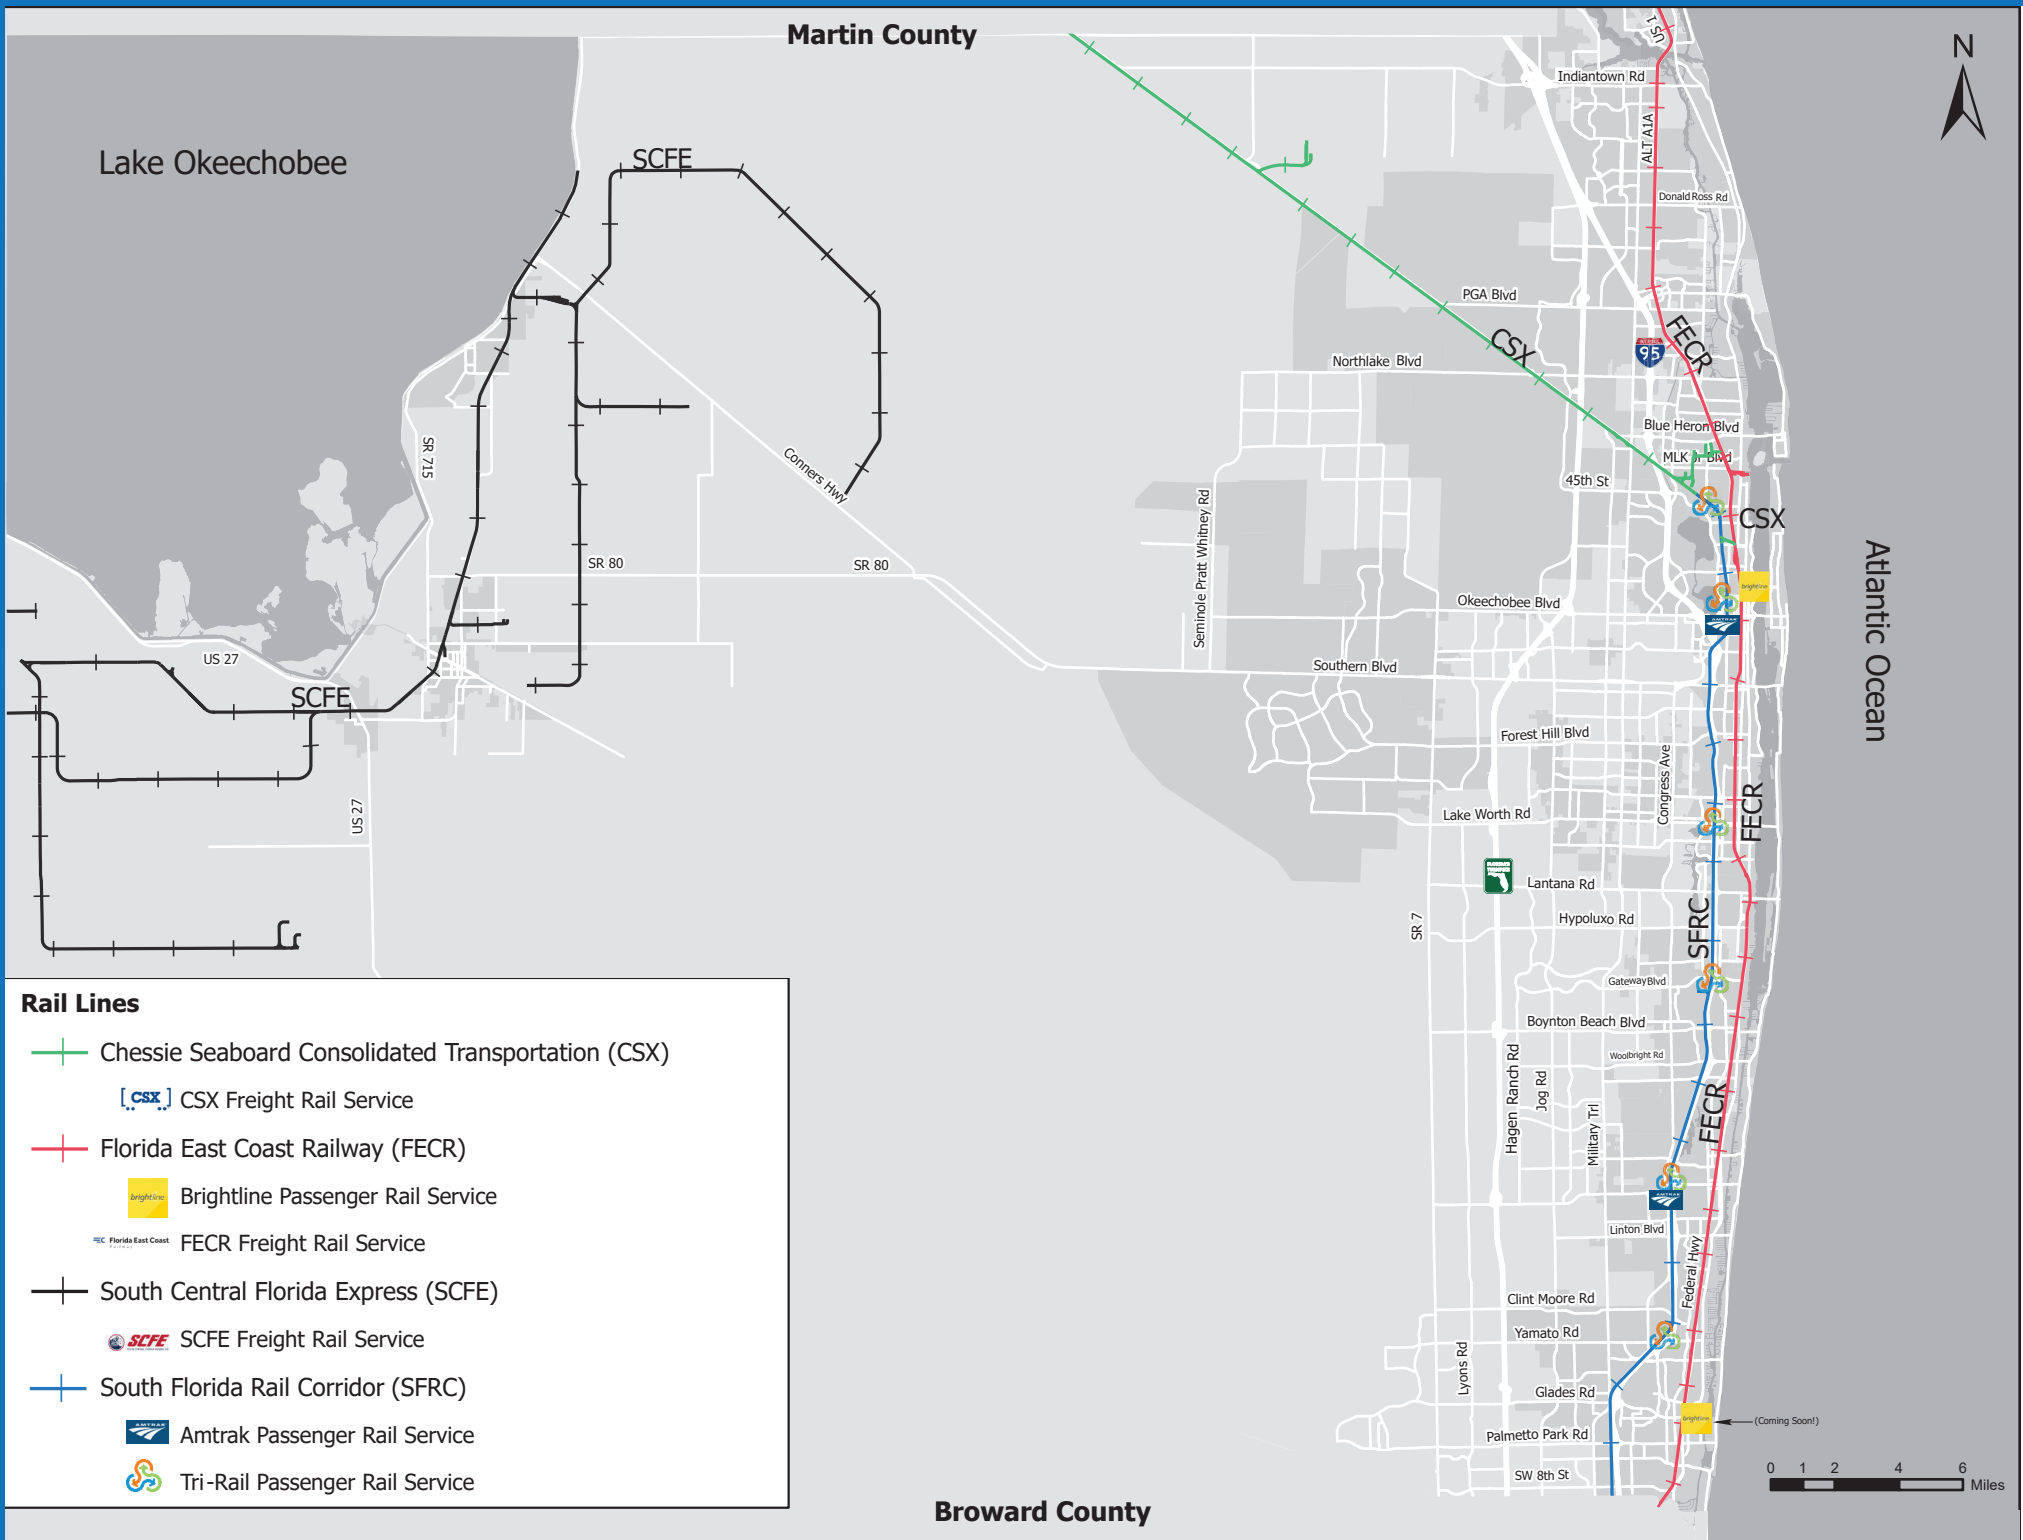 Martin County
N
US 1
Indiantown Rd
ALT A1A
Lake Okeechobee
SCFE
Donald Ross Rd
PGA Blvd
CSX
FECR
95
Northlake Blvd
Blue Heron Blvd
MLK Jr Blvd
SR 715
Conners Hwy
45th St
Seminole Pratt Whitney Rd
CSX
Atlantic Ocean
SR 80
SR 80
brightline
Okeechobee Blvd
AMTRAK
US 27
Southern Blvd
SCFE
Forest Hill Blvd
Congress Ave
US 27
Lake Worth Rd
FECR
Lantana Rd
SR 7
Hypoluxo Rd
SFRC
Gateway Blvd
Boynton Beach Blvd
Woolbright Rd
Hagen Ranch Rd
Jog Rd
Military Trl
FECR
AMTRAK
Linton Blvd
Federal Hwy
Clint Moore Rd
Yamato Rd
Lyons Rd
Glades Rd
brightline
(Coming Soon!)
Palmetto Park Rd
SW 8th St
0 1 2 4 6
Miles
Broward County
Rail Lines
Chessie Seaboard Consolidated Transportation (CSX)
CSX
CSX Freight Rail Service
Florida East Coast Railway (FECR)
brightline
Brightline Passenger Rail Service
Florida East Coast
Railway
FECR Freight Rail Service
South Central Florida Express (SCFE)
SCFE
SCFE Freight Rail Service
South Florida Rail Corridor (SFRC)
AMTRAK
Amtrak Passenger Rail Service
Tri-Rail Passenger Rail Service